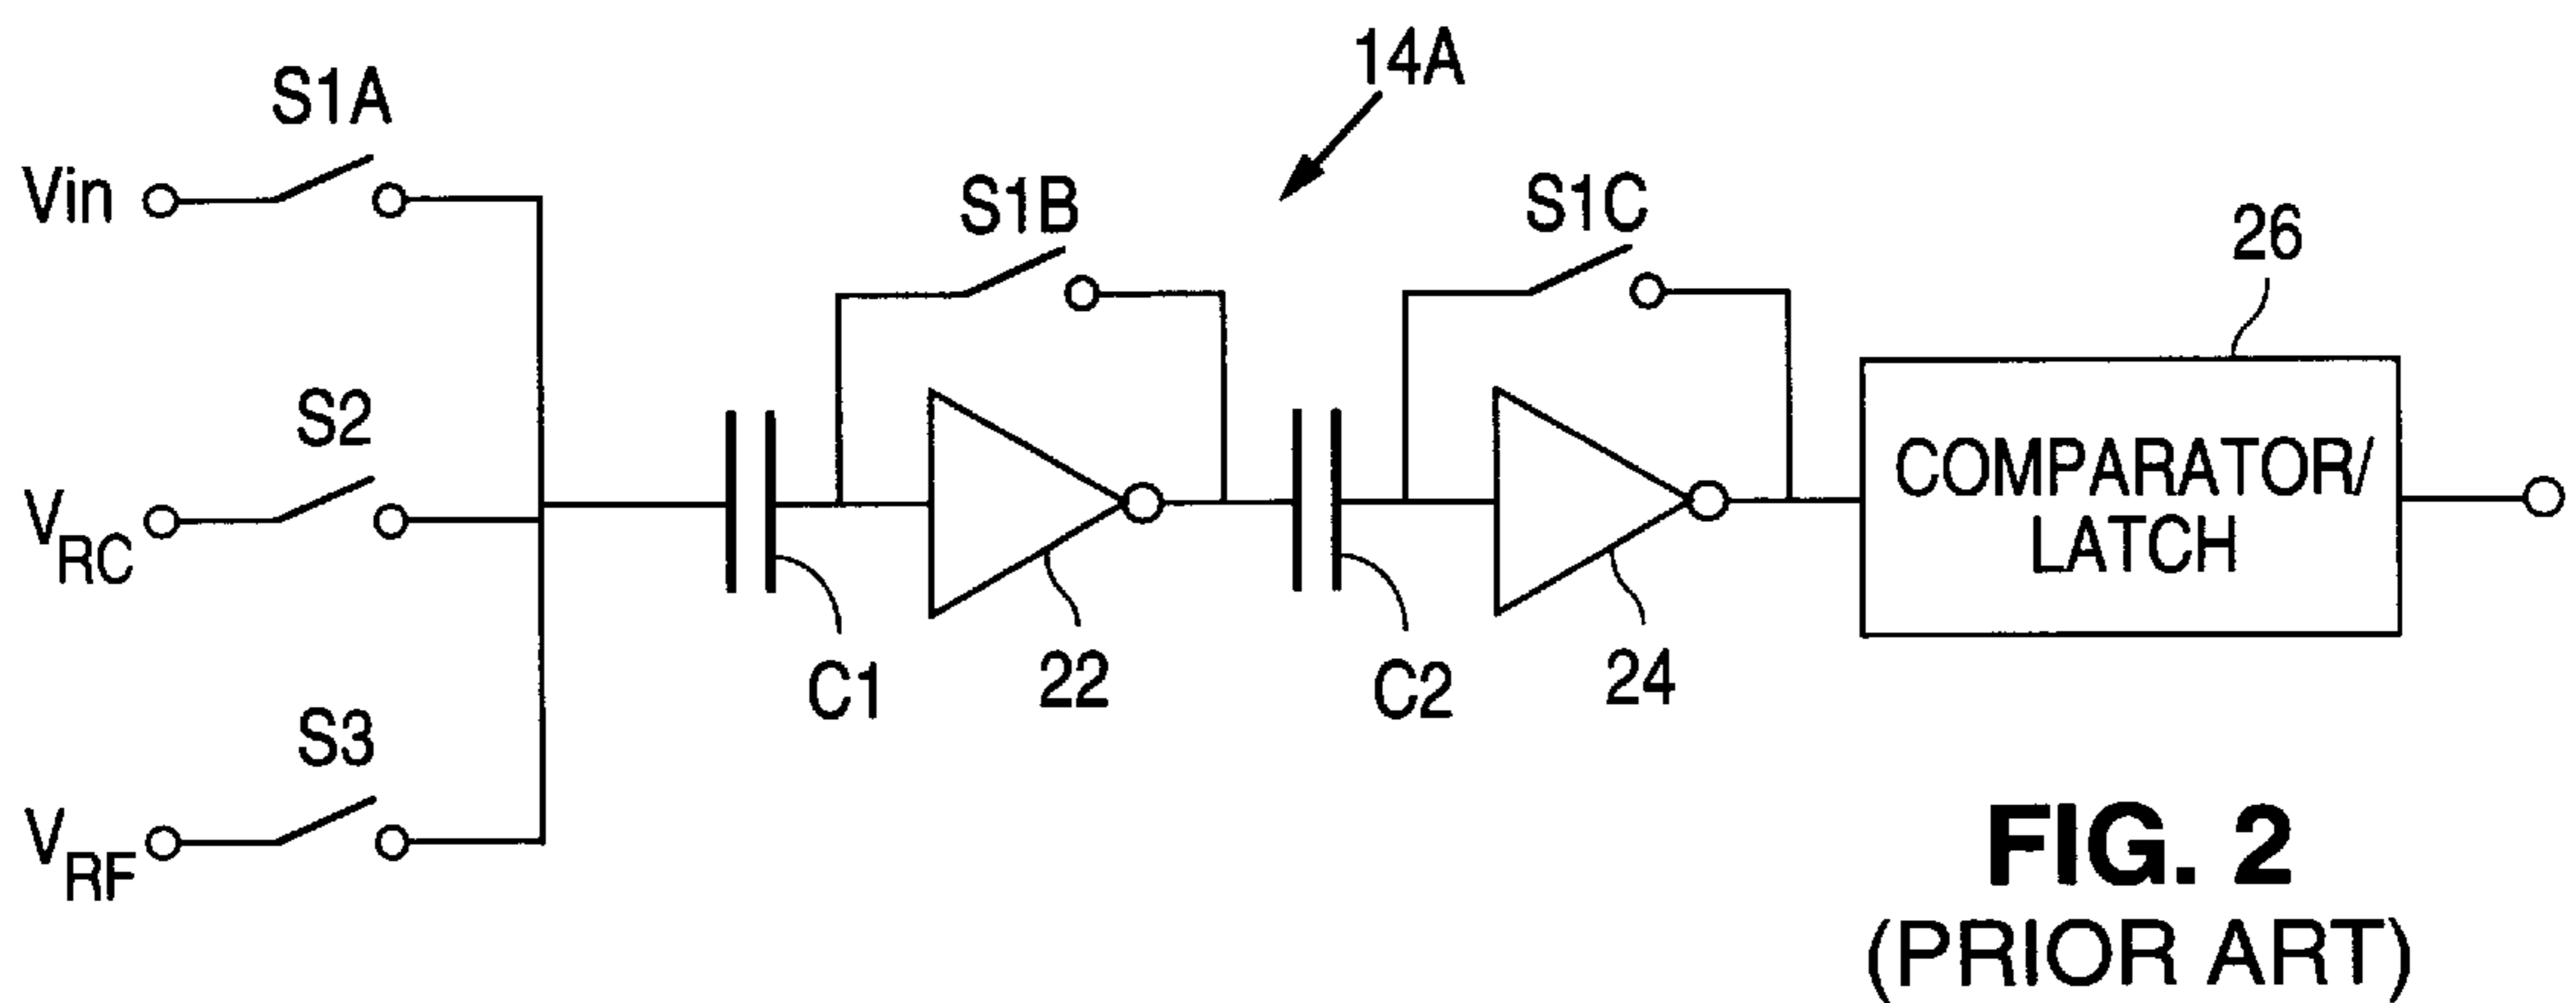 14A
S1A
Vin
S1B
S1C
26
S2
V_RC
COMPARATOR/
LATCH
C1
22
C2
24
S3
V_RF
FIG. 2
(PRIOR ART)